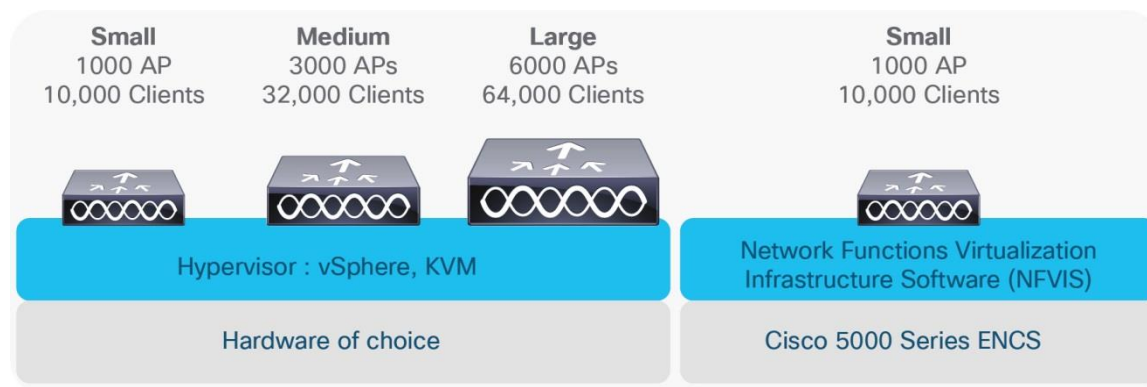 Small
1000 AP
10,000 Clients
Medium
3000 APs
32,000 Clients
Large
6000 APs
64,000 Clients
Small
1000 AP
10,000 Clients
Hypervisor : vSphere, KVM
Network Functions Virtualization
Infrastructure Software (NFVIS)
Hardware of choice
Cisco 5000 Series ENCS